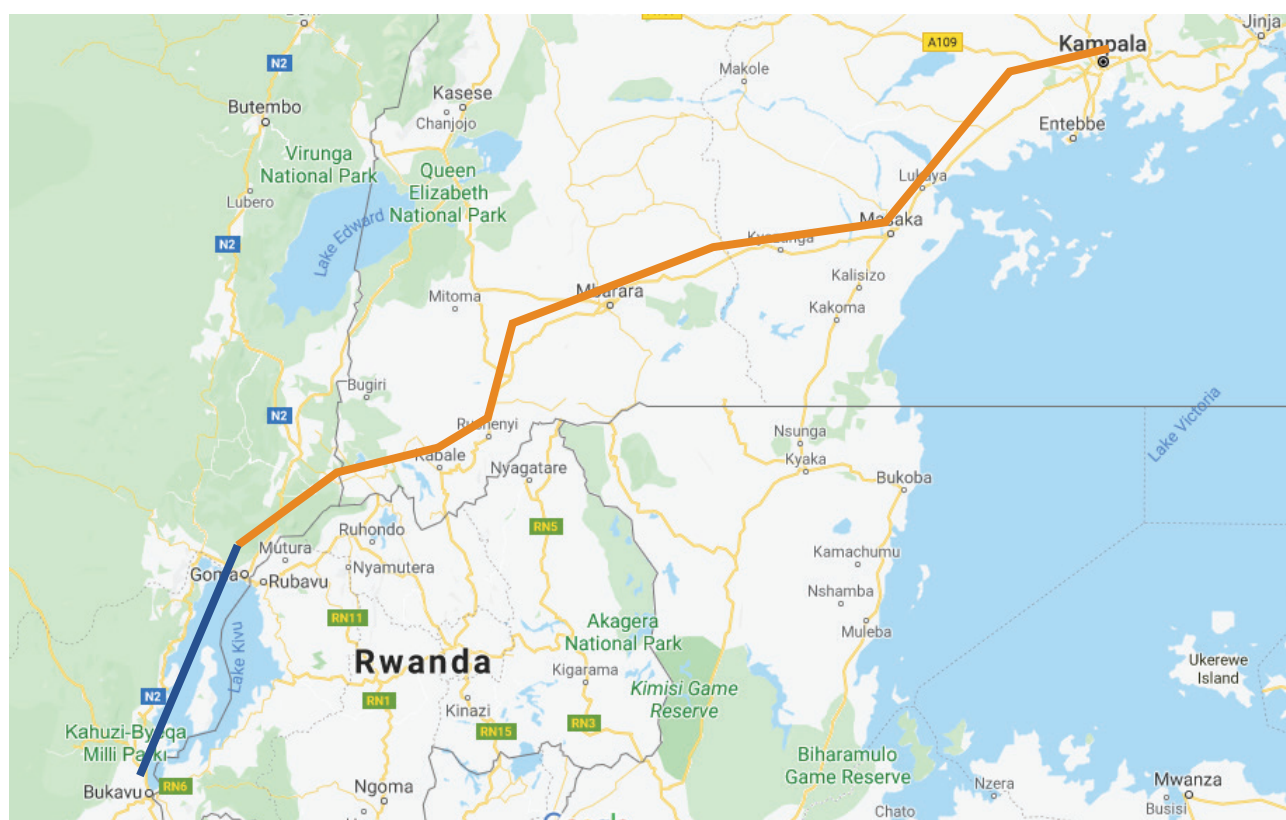 Jinja
A109
Kampala
N2
Makole
Kasese
Chanjojo
Butembo
Entebbe
Virunga
National Park
Queen
Elizabeth
National Park
Lukaya
Lubero
Lake Edward
N2
Masaka
Kalisizo
Mitoma
Mbarara
Kakoma
Bugiri
N2
Lake Victoria
Nsunga
Kabale
Nyagatare
Kyaka
Bukoba
RN5
Ruhondo
Mutura
Kamachumu
Goma
Rubavu
Nyamutera
Nshamba
RN11
Akagera
National Park
Muleba
Lake Kivu
Rwanda
Kigarama
Ukerewe
Island
N2
RN1
Kinazi
Kimisi Game
Reserve
RN3
RN15
Kahuzi-Byega
Milli Parki
Biharamulo
Game Reserve
RN6
Bukavu
Ngoma
Nzera
Mwanza
Busisi
Chato